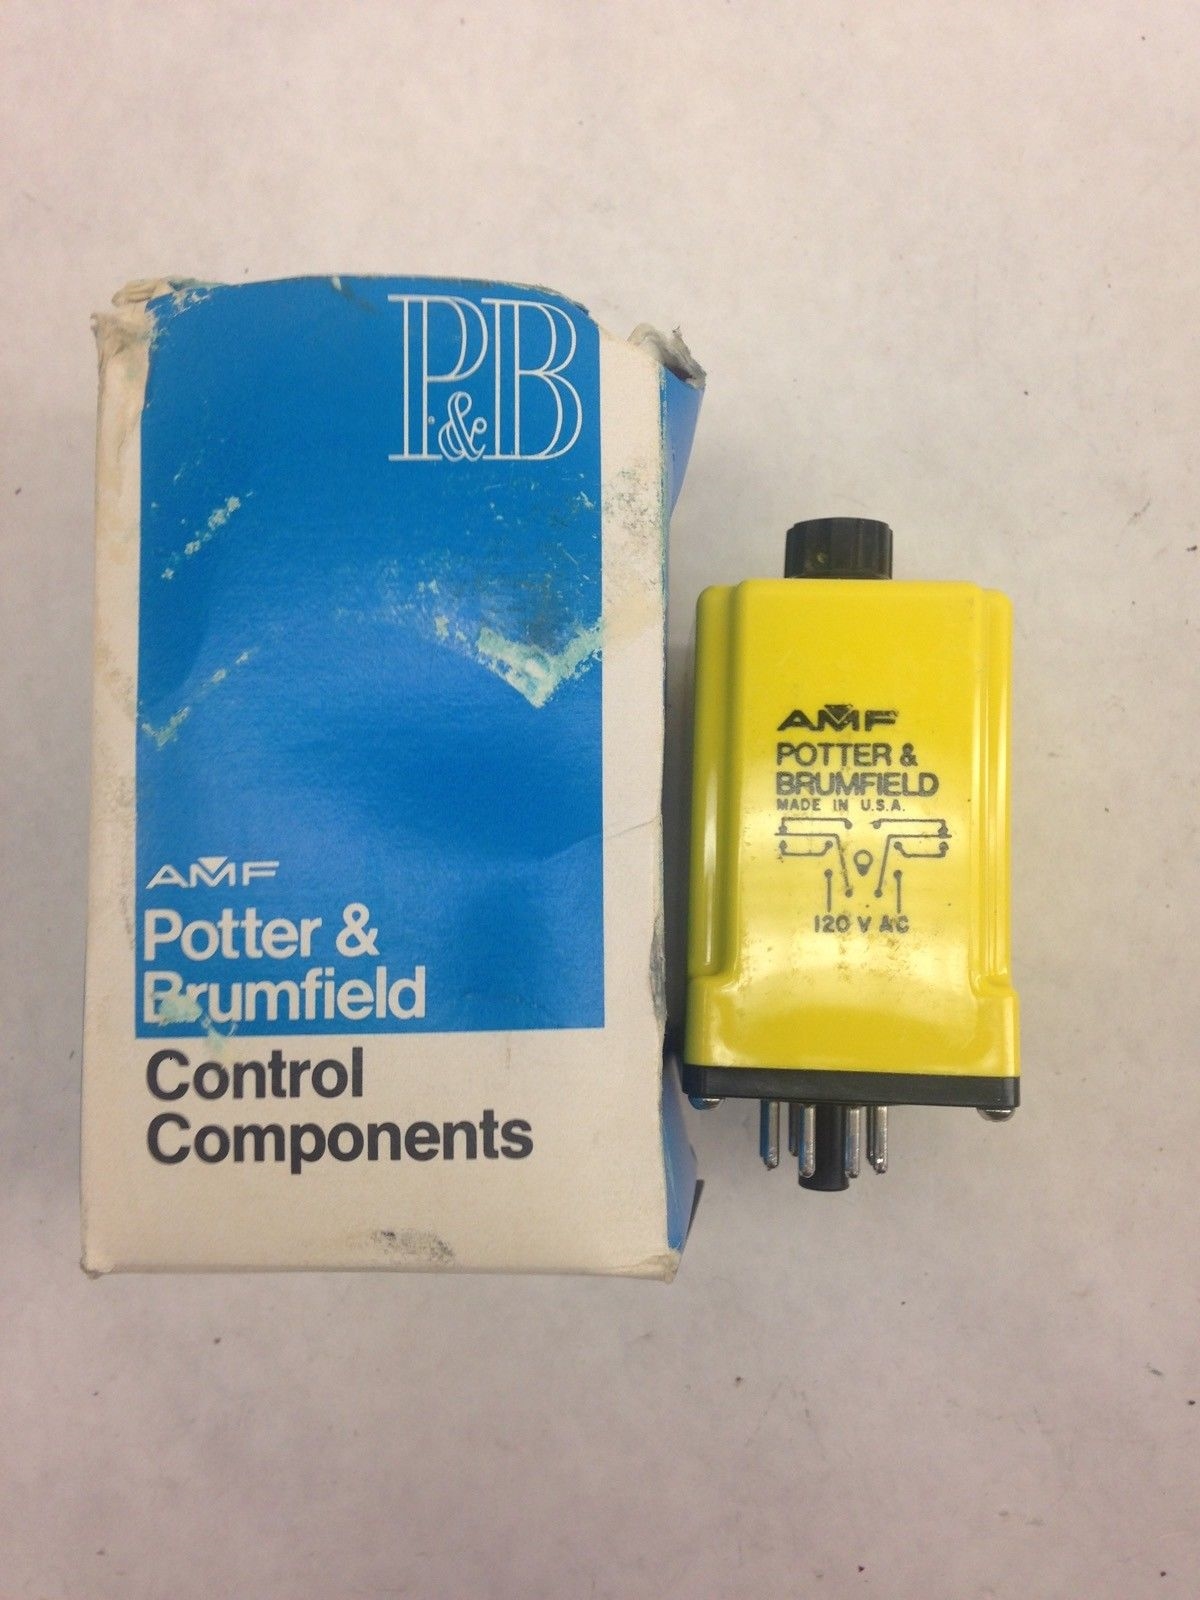 P&B
AMF
Potter &
Brumfield
Control
Components
AMF
POTTER &
BRUMFIELD
MADE IN U.S.A.
120 V AC